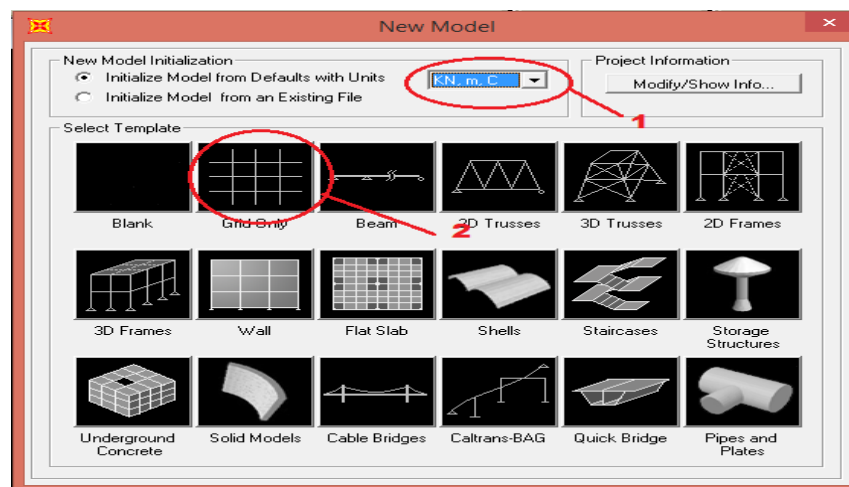 New Model
New Model Initialization
Initialize Model from Defaults with Units
KN, m, C
Initialize Model from an Existing File
Project Information
Modify/Show Info...
1
Select Template
Blank
Grid Only
Beam
2D Trusses
3D Trusses
2D Frames
2
3D Frames
Wall
Flat Slab
Shells
Staircases
Storage
Structures
Underground
Concrete
Solid Models
Cable Bridges
Caltrans-BAG
Quick Bridge
Pipes and
Plates